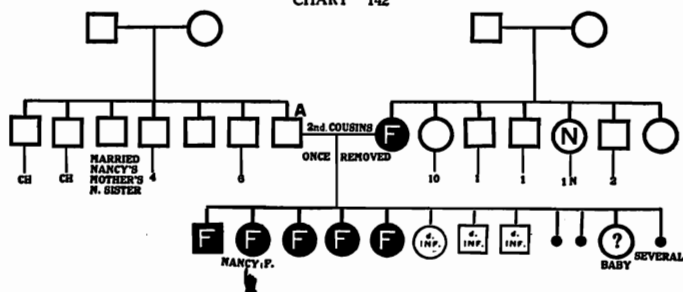 CHART 142
A
2nd. COUSINS
F
N
CH
CH
MARRIED
NANCY'S
MOTHER'S
N. SISTER
4
6
ONCE REMOVED
10
1
1
1 N
2
F
F
F
F
F
d.
INF.
d.
INF.
d.
INF.
?
NANCY, F.
BABY
SEVERAL